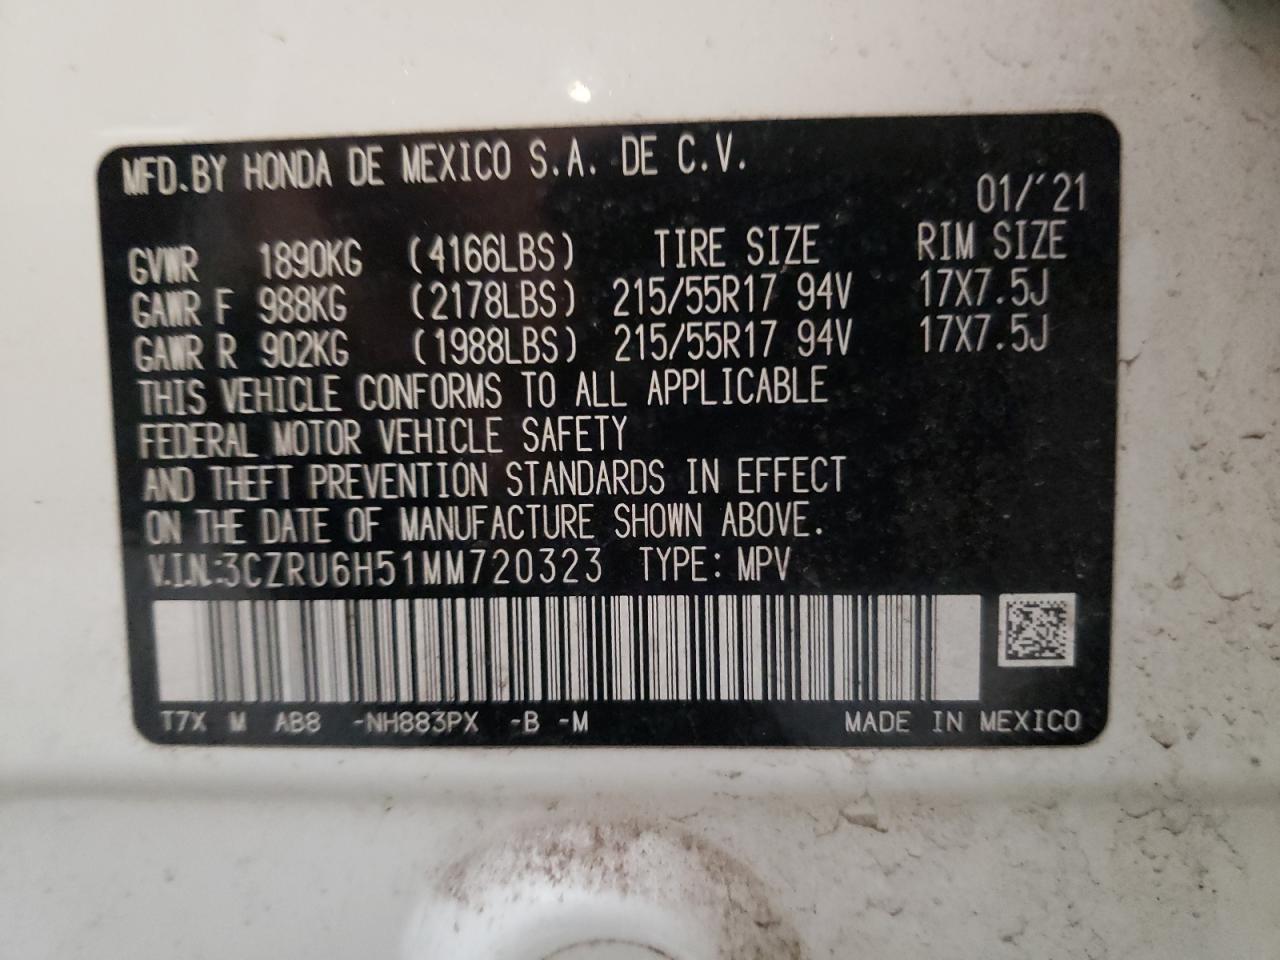 MFD.BY HONDA DE MEXICO S.A. DE C.V.
01/'21
GVWR 1890KG (4166LBS) TIRE SIZE RIM SIZE
GAWR F 988KG (2178LBS) 215/55R17 94V 17X7.5J
GAWR R 902KG (1988LBS) 215/55R17 94V 17X7.5J
THIS VEHICLE CONFORMS TO ALL APPLICABLE
FEDERAL MOTOR VEHICLE SAFETY
AND THEFT PREVENTION STANDARDS IN EFFECT
ON THE DATE OF MANUFACTURE SHOWN ABOVE.
V.I.N.:3CZRU6H51MM720323 TYPE: MPV
T7X M AB8 -NH883PX -B -M MADE IN MEXICO